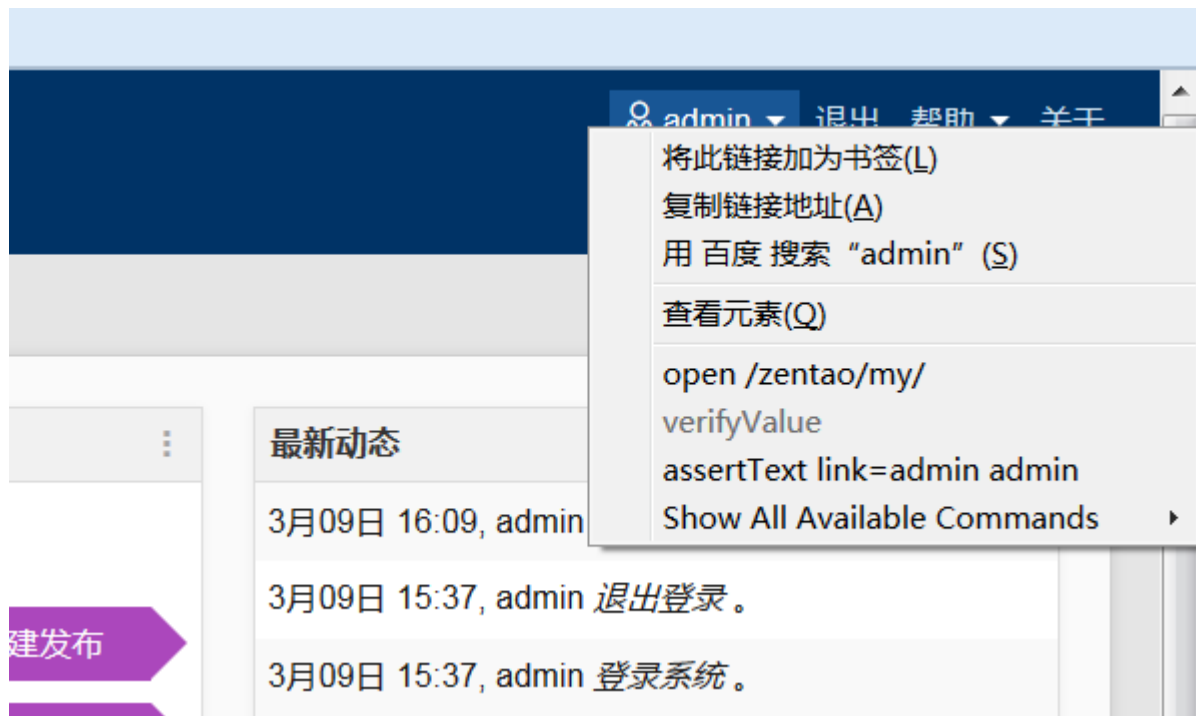 admin 退出 帮助 关于
将此链接加为书签(L)
复制链接地址(A)
用 百度 搜索“admin”(S)
查看元素(Q)
open /zentao/my/
verifyValue
assertText link=admin admin
Show All Available Commands
最新动态
3月09日 16:09, admin
3月09日 15:37, admin 退出登录。
3月09日 15:37, admin 登录系统。
建发布